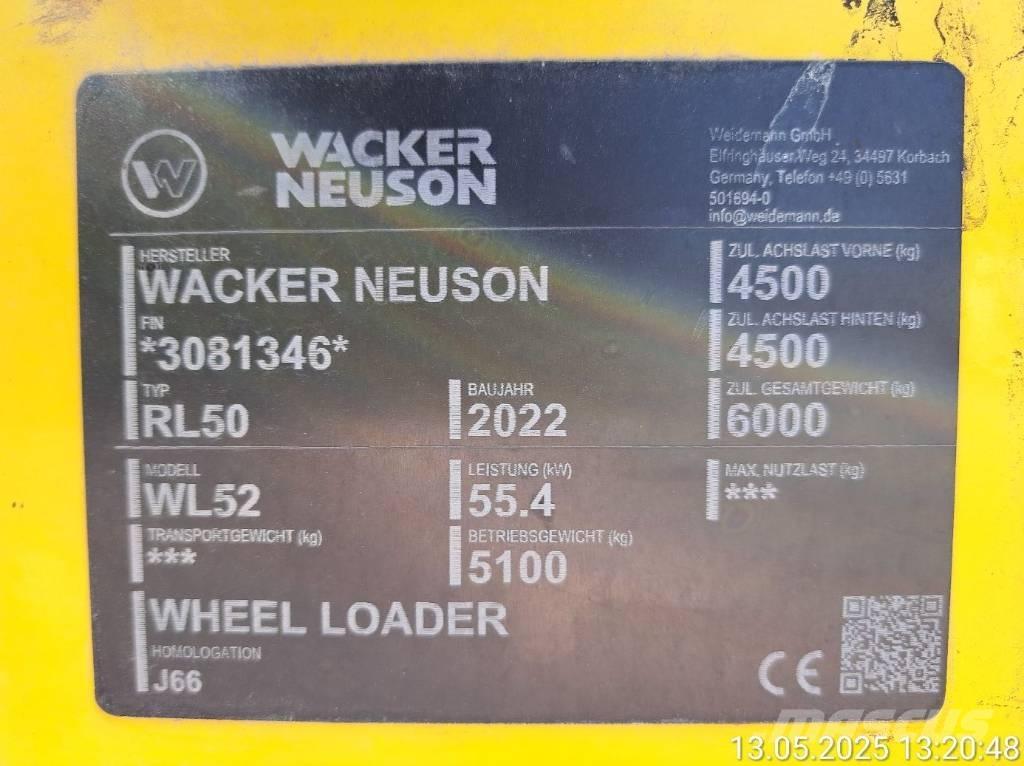 WACKER
NEUSON
Weidemann GmbH
Elfringhäuser Weg 24, 34497 Korbach
Germany, Telefon +49 (0) 5631
501694-0
info@weidemann.de
HERSTELLER
WACKER NEUSON
ZUL. ACHSLAST VORNE (kg)
4500
FIN
*3081346*
ZUL. ACHSLAST HINTEN (kg)
4500
TYP
RL50
BAUJAHR
2022
ZUL. GESAMTGEWICHT (kg)
6000
MODELL
WL52
LEISTUNG (kW)
55.4
MAX. NUTZLAST (kg)
***
TRANSPORTGEWICHT (kg)
***
BETRIEBSGEWICHT (kg)
5100
WHEEL LOADER
HOMOLOGATION
J66
CE
MASCUS
13.05.2025 13:20:48